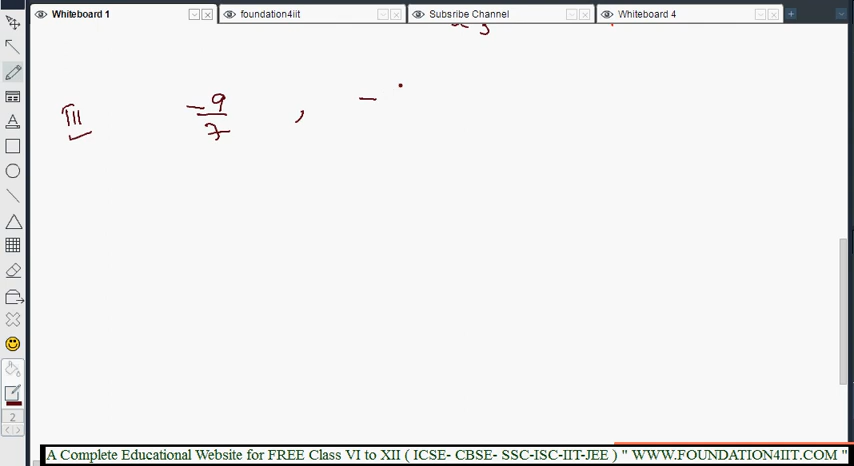 Whiteboard 1 foundation4iit Subsribe Channel Whiteboard 4
III -9/7 , -
2
A Complete Educational Website for FREE Class VI to XII ( ICSE- CBSE- SSC-ISC-IIT-JEE ) " WWW.FOUNDATION4IIT.COM "